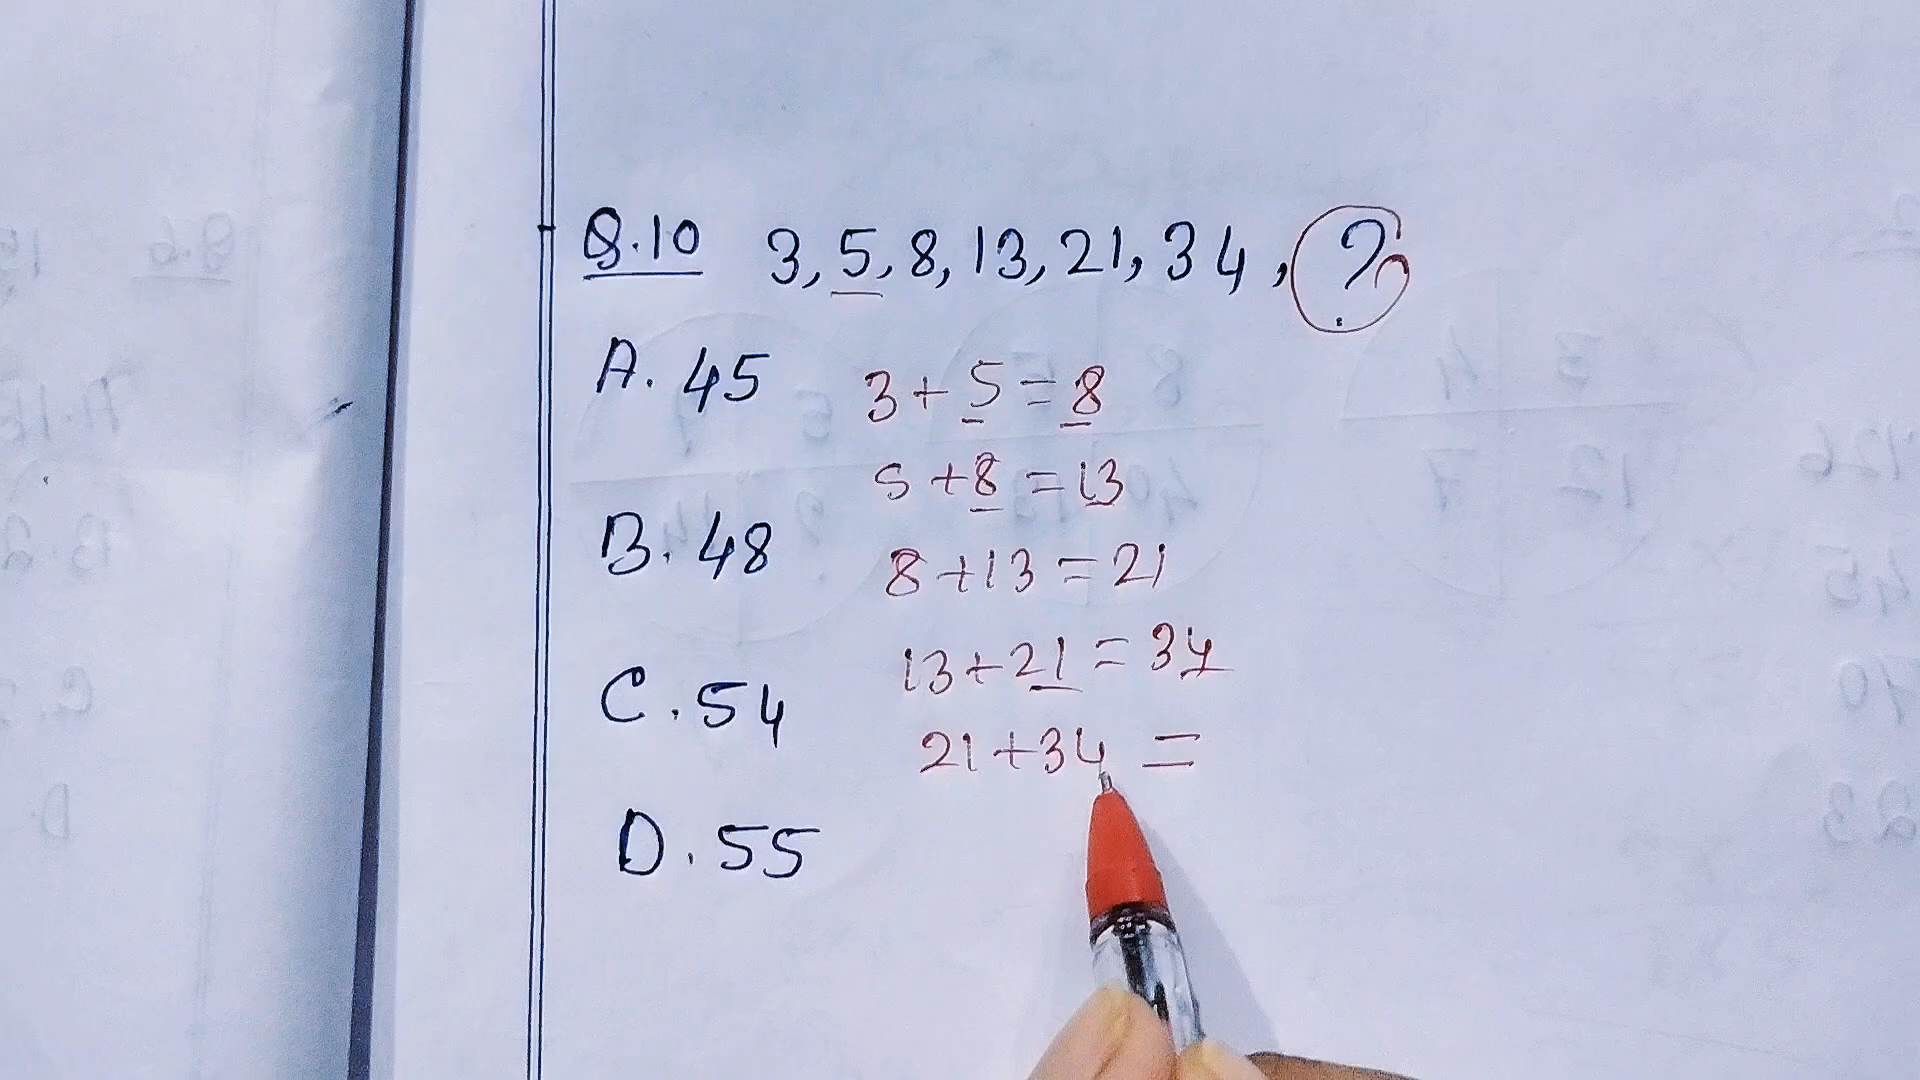 Q.10 3, 5, 8, 13, 21, 34, ?
A. 45
3 + 5 = 8
5 + 8 = 13
B. 48
8 + 13 = 21
13 + 21 = 34
C. 54
21 + 34 =
D. 55